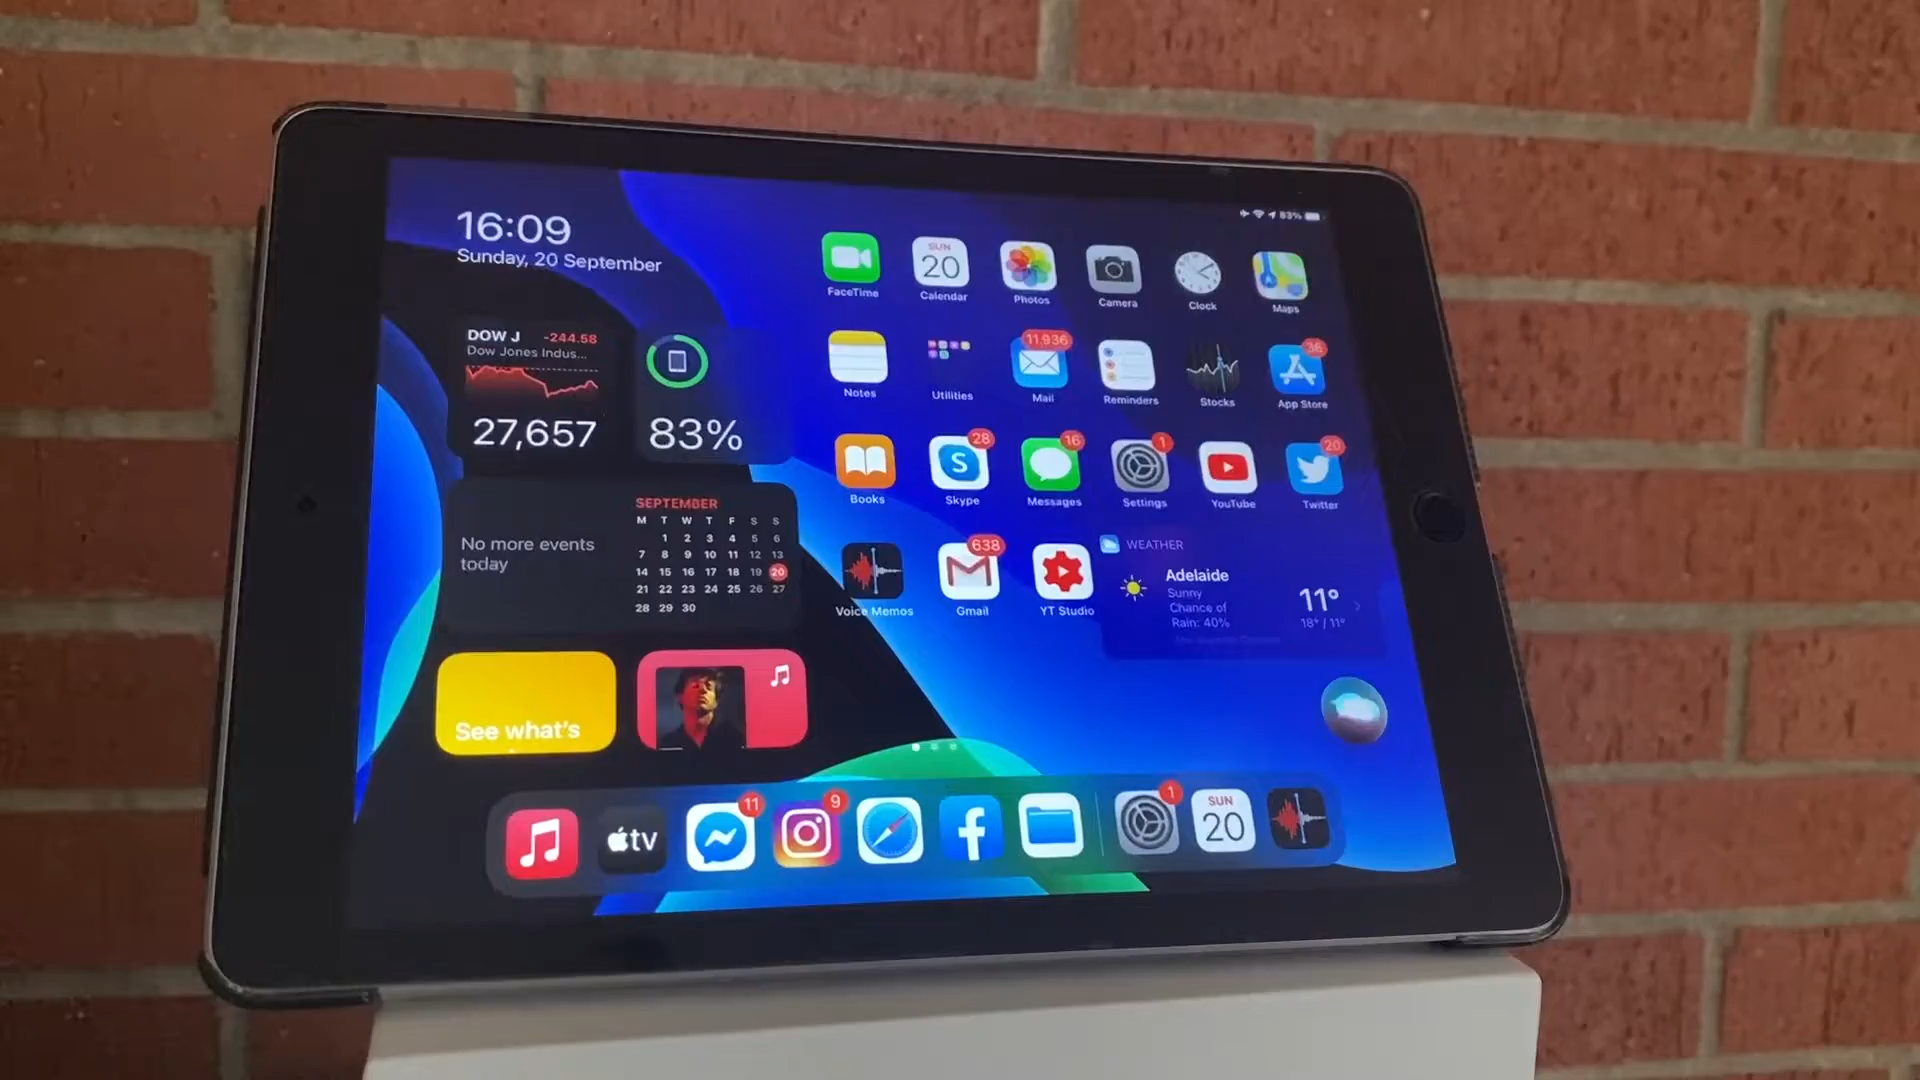 83%
16:09
Sunday, 20 September
FaceTime
SUN
20
Calendar
Photos
Camera
Clock
Maps
DOW J -244.58
Dow Jones Indus...
27,657
83%
Notes
Utilities
11,936
Mail
Reminders
Stocks
36
App Store
Books
28
S
Skype
16
Messages
1
Settings
YouTube
20
Twitter
No more events
today
SEPTEMBER
M T W T F S S
1 2 3 4 5 6
7 8 9 10 11 12 13
14 15 16 17 18 19 20
21 22 23 24 25 26 27
28 29 30
Voice Memos
638
Gmail
YT Studio
WEATHER
Adelaide
Sunny
Chance of
Rain: 40%
11°
18° / 11°
See what's
tv
11
9
f
1
SUN
20